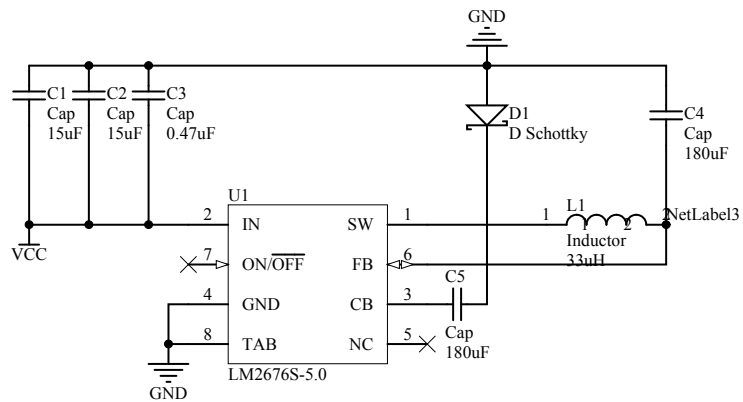 GND
C1
Cap
15uF
C2
Cap
15uF
C3
Cap
0.47uF
D1
D Schottky
C4
Cap
180uF
U1
2
IN
SW
1
1
L1
1
2
2
NetLabel3
Inductor
33uH
VCC
7
ON/OFF
FB
6
4
GND
CB
3
C5
Cap
180uF
8
TAB
NC
5
LM2676S-5.0
GND